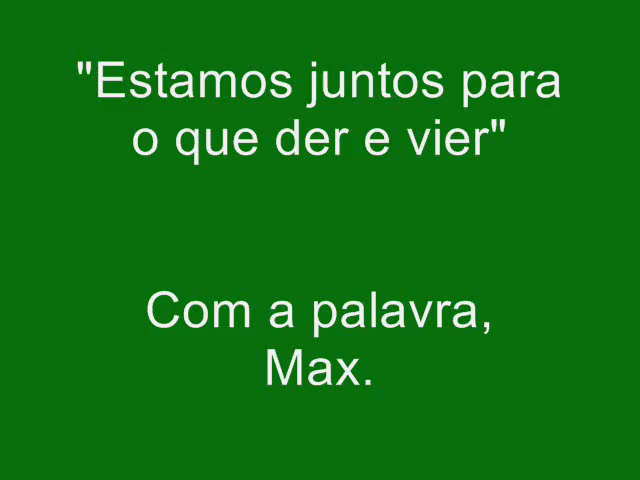 "Estamos juntos para
o que der e vier"
Com a palavra,
Max.